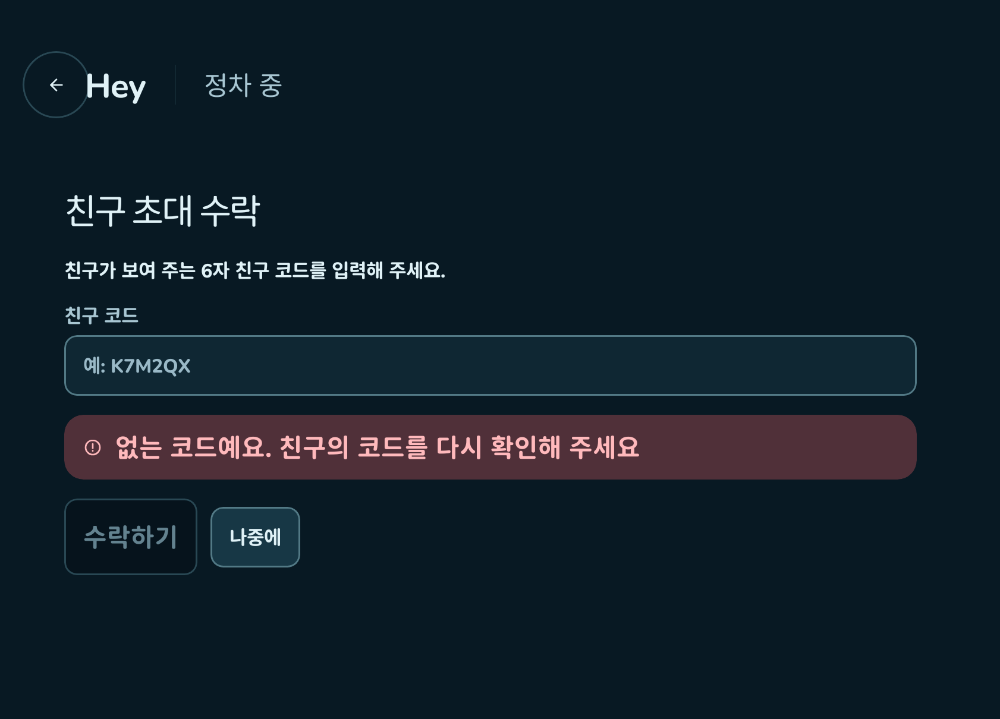 Hey
정차 중
친구 초대 수락
친구가 보여 주는 6자 친구 코드를 입력해 주세요.
친구 코드
예: K7M2QX
없는 코드예요. 친구의 코드를 다시 확인해 주세요
수락하기
나중에